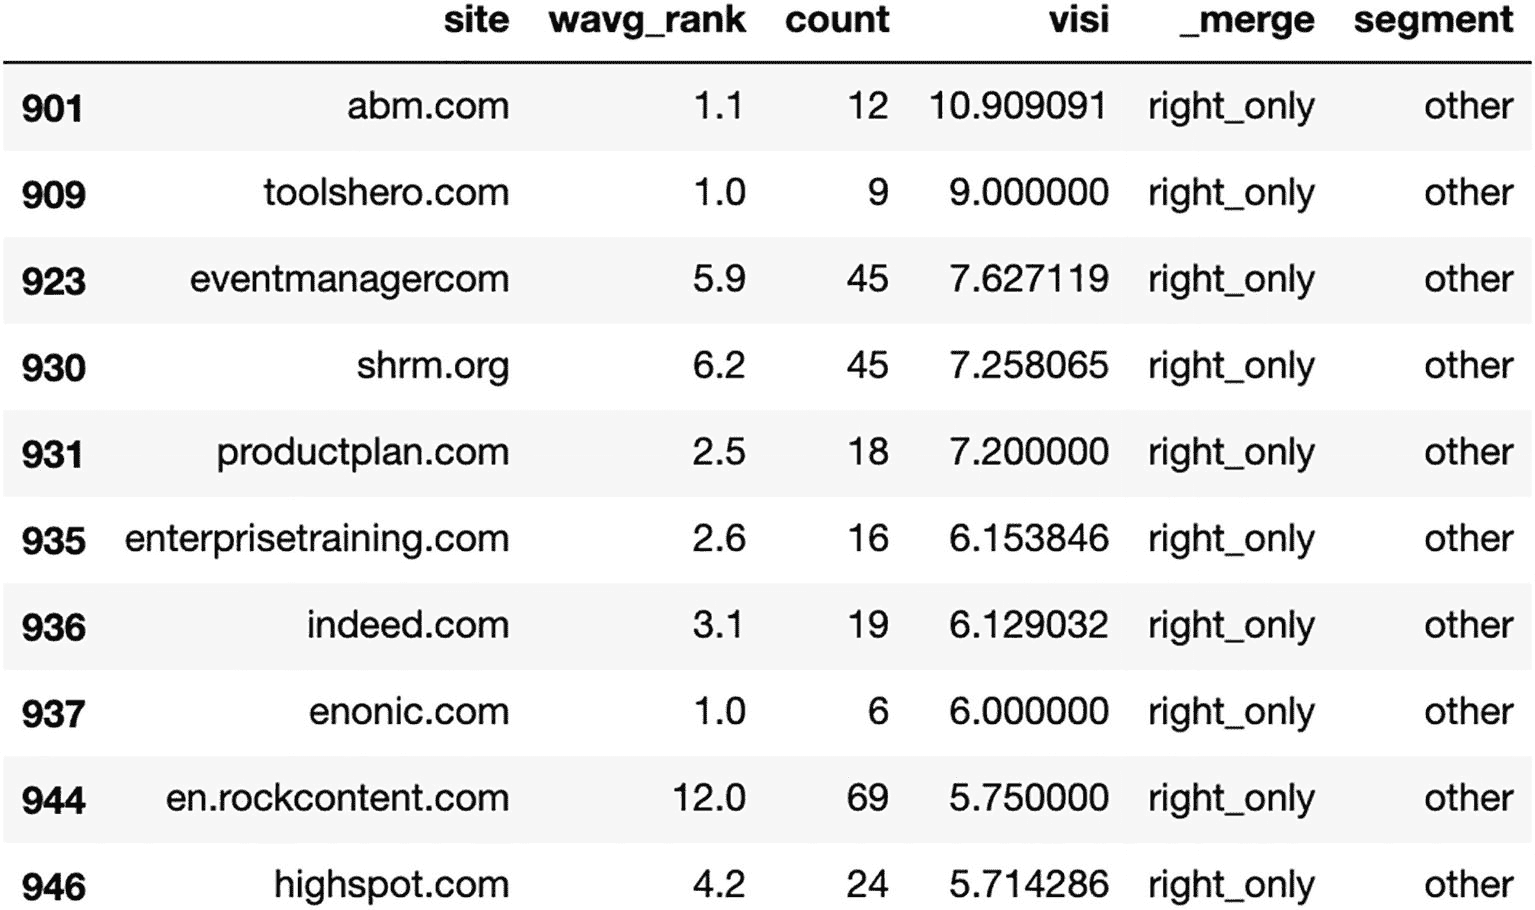 site wavg_rank count visi _merge segment
901 abm.com 1.1 12 10.909091 right_only other
909 toolshero.com 1.0 9 9.000000 right_only other
923 eventmanagercom 5.9 45 7.627119 right_only other
930 shrm.org 6.2 45 7.258065 right_only other
931 productplan.com 2.5 18 7.200000 right_only other
935 enterprisetraining.com 2.6 16 6.153846 right_only other
936 indeed.com 3.1 19 6.129032 right_only other
937 enonic.com 1.0 6 6.000000 right_only other
944 en.rockcontent.com 12.0 69 5.750000 right_only other
946 highspot.com 4.2 24 5.714286 right_only other